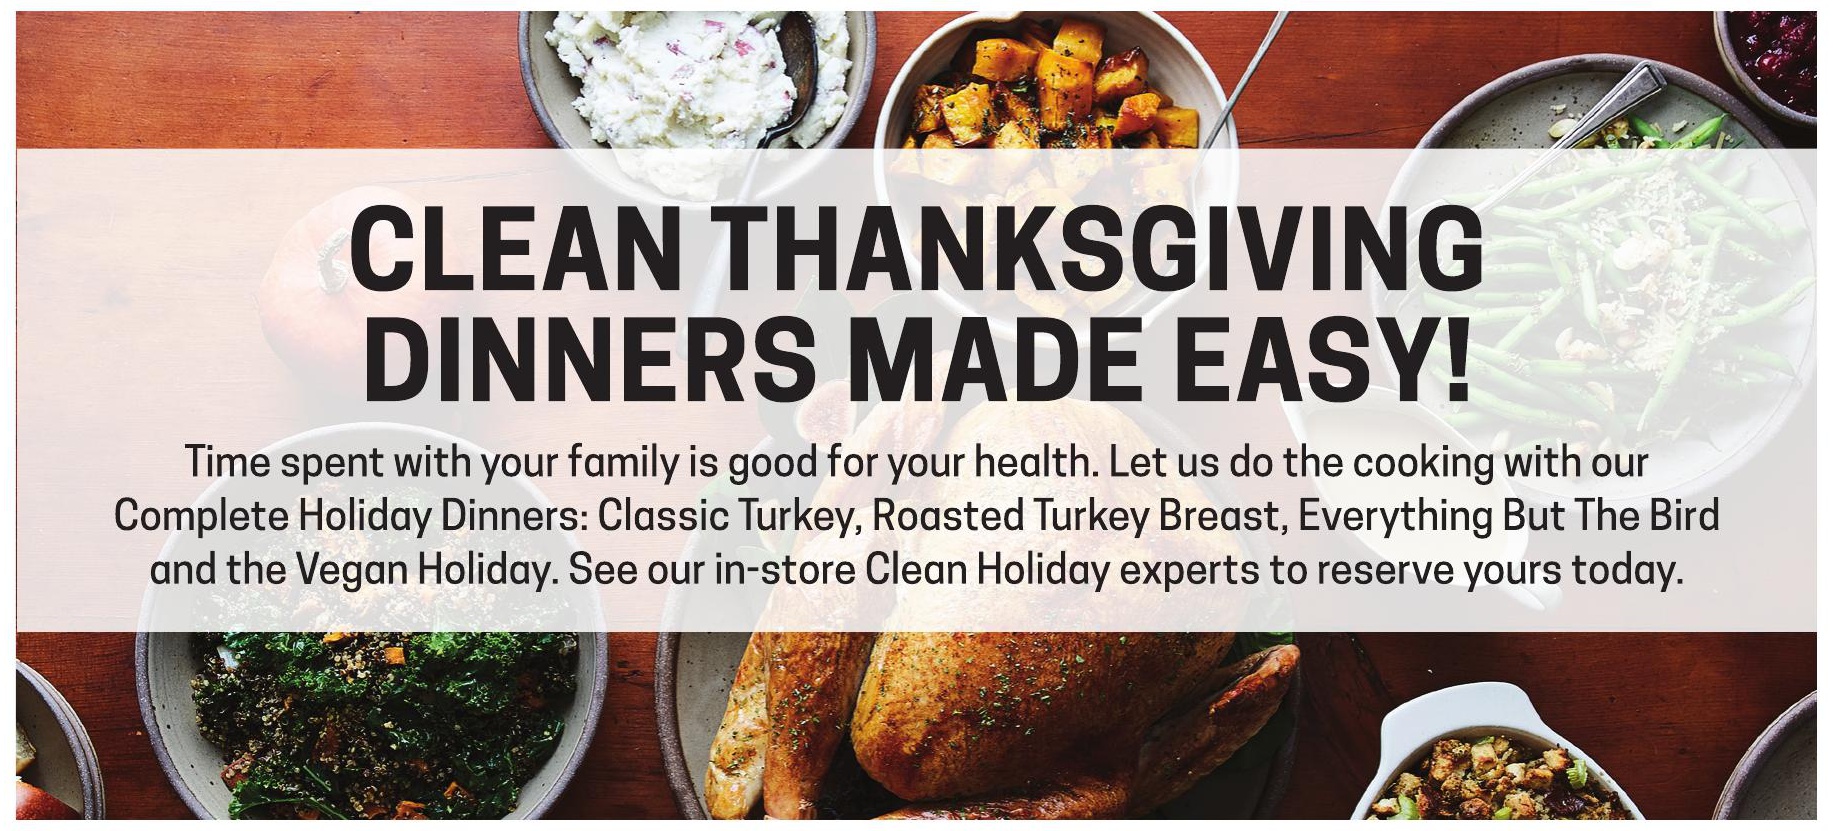 CLEAN THANKSGIVING
DINNERS MADE EASY!
Time spent with your family is good for your health. Let us do the cooking with our
Complete Holiday Dinners: Classic Turkey, Roasted Turkey Breast, Everything But The Bird
and the Vegan Holiday. See our in-store Clean Holiday experts to reserve yours today.